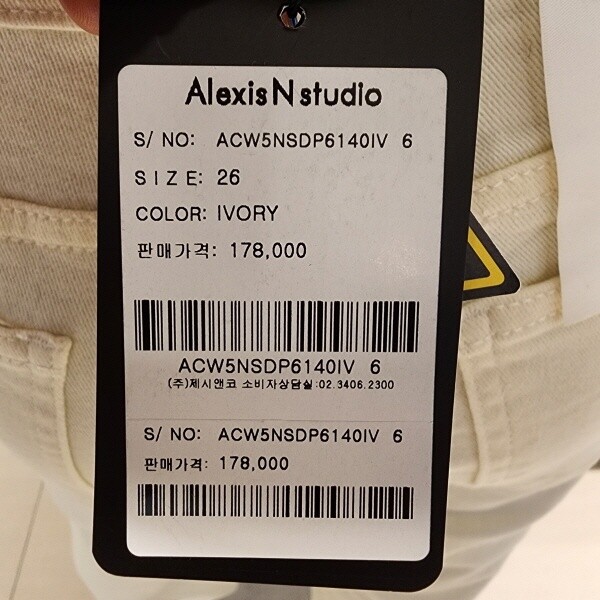 AlexisNstudio
S/ NO: ACW5NSDP6140IV 6
SIZE: 26
COLOR: IVORY
판매가격: 178,000
ACW5NSDP6140IV 6
(주)제시앤코 소비자상담실:02.3406.2300
S/ NO: ACW5NSDP6140IV 6
판매가격: 178,000